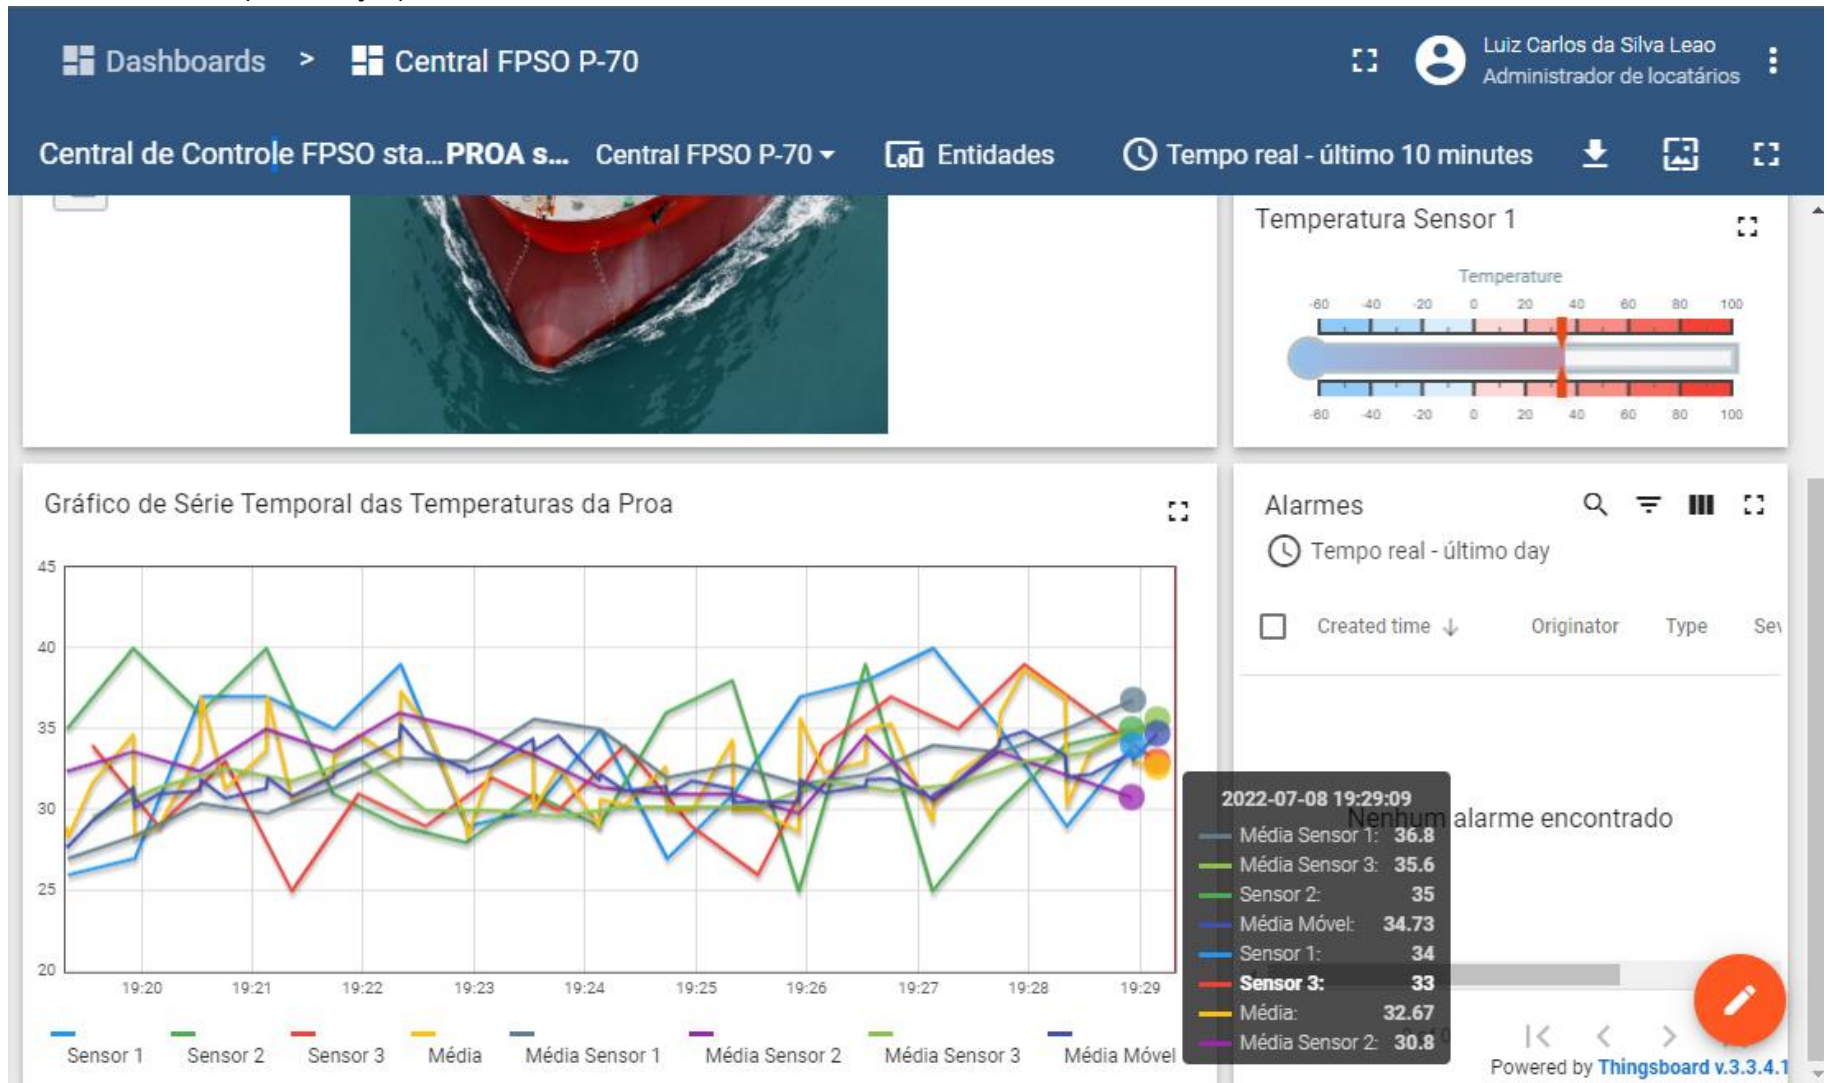 Dashboards > Central FPSO P-70
Luiz Carlos da Silva Leao
Administrador de locatários
Central de Controle FPSO sta...PROA s... Central FPSO P-70 Entidades Tempo real - último 10 minutes
Temperatura Sensor 1
Temperature
-60 -40 -20 0 20 40 60 80 100
-60 -40 -20 0 20 40 60 80 100
Gráfico de Série Temporal das Temperaturas da Proa
45
40
35
30
25
20
19:20 19:21 19:22 19:23 19:24 19:25 19:26 19:27 19:28 19:29
Sensor 1 Sensor 2 Sensor 3 Média Média Sensor 1 Média Sensor 2 Média Sensor 3 Média Móvel
Alarmes
Tempo real - último day
Created time Originator Type Sev
Nenhum alarme encontrado
2022-07-08 19:29:09
Média Sensor 1: 36.8
Média Sensor 3: 35.6
Sensor 2: 35
Média Móvel: 34.73
Sensor 1: 34
Sensor 3: 33
Média: 32.67
Média Sensor 2: 30.8
Powered by Thingsboard v.3.3.4.1